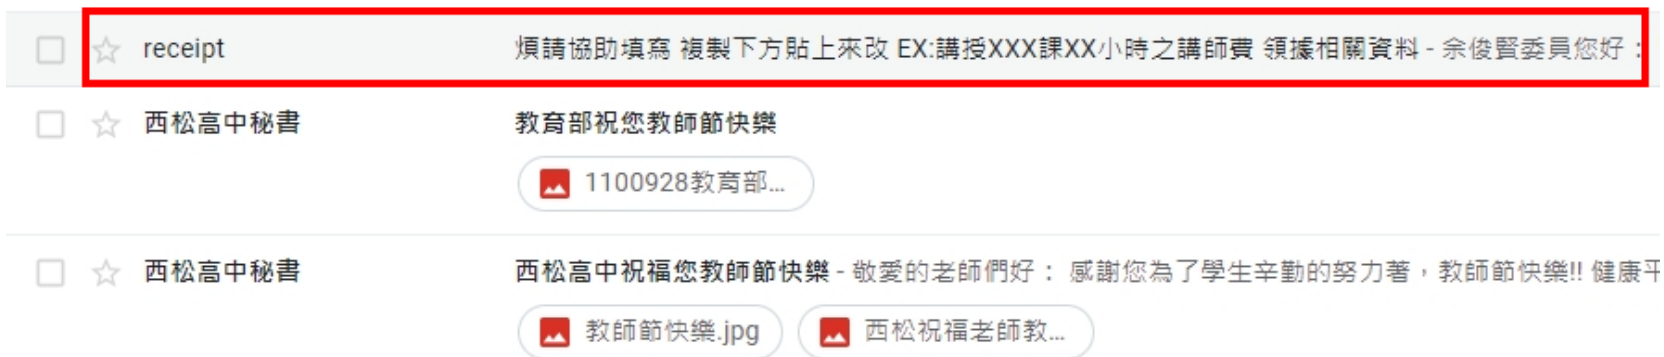 receipt 煩請協助填寫 複製下方貼上來改 EX:講授XXX課XX小時之講師費 領據相關資料 - 余俊賢委員您好：
西松高中秘書 教育部祝您教師節快樂
1100928教育部...
西松高中秘書 西松高中祝福您教師節快樂 - 敬愛的老師們好： 感謝您為了學生辛勤的努力著，教師節快樂!! 健康平
教師節快樂.jpg 西松祝福老師教...